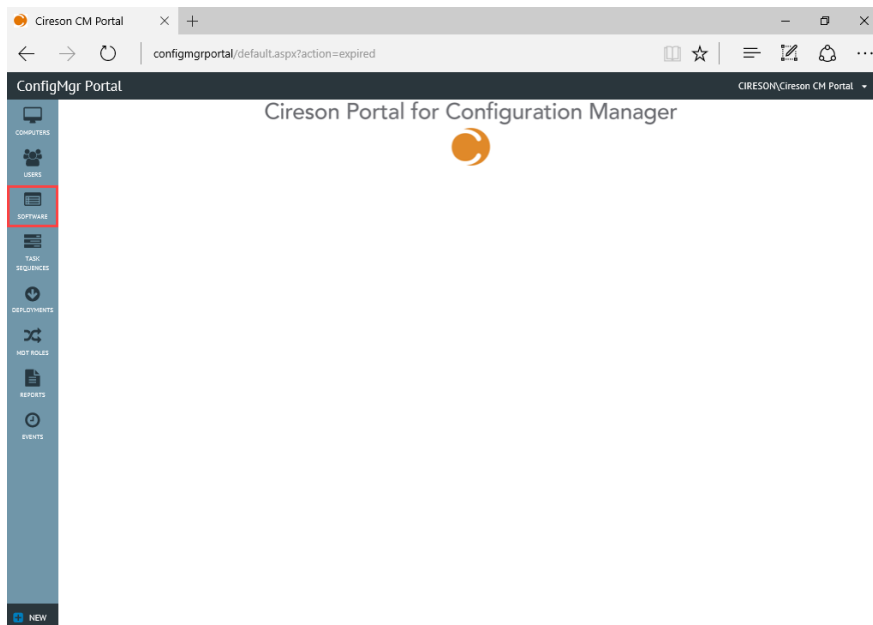 Cireson CM Portal
configmgrportal/default.aspx?action=expired
ConfigMgr Portal
CIRESON\Cireson CM Portal
Cireson Portal for Configuration Manager
COMPUTERS
USERS
SOFTWARE
TASK
SEQUENCES
DEPLOYMENTS
MDT ROLES
REPORTS
EVENTS
NEW